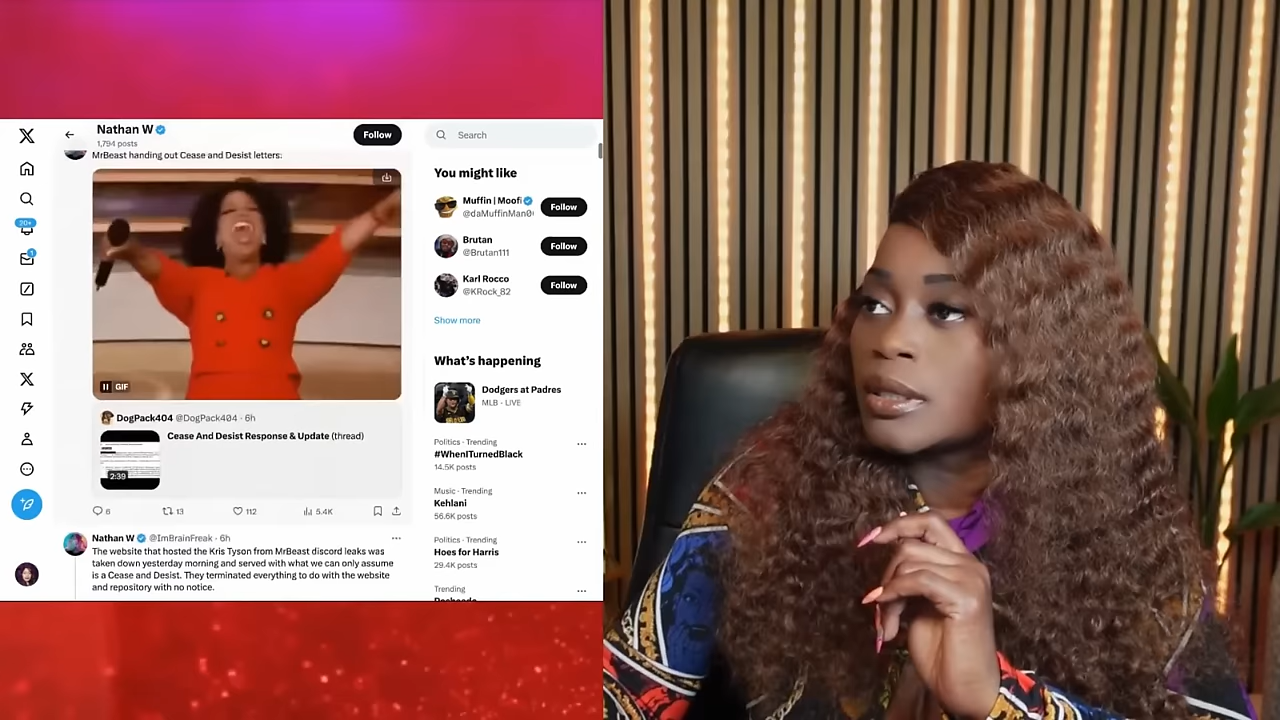 Nathan W
1,794 posts
Follow
Search
MrBeast handing out Cease and Desist letters:
GIF
DogPack404 @DogPack404 · 6h
Cease And Desist Response & Update (thread)
2:39
6
13
112
5.4K
Nathan W @ImBrainFreak · 6h
The website that hosted the Kris Tyson from MrBeast discord leaks was
taken down yesterday morning and served with what we can only assume
is a Cease and Desist. They terminated everything to do with the website
and repository with no notice.
20+
1
You might like
Muffin | Moofi
Follow
Brutan
@Brutan111
Follow
Karl Rocco
@KRock_82
Follow
Show more
What's happening
Dodgers at Padres
MLB · LIVE
Politics · Trending
#WhenITurnedBlack
14.5K posts
Music · Trending
Kehlani
56.6K posts
Politics · Trending
Hoes for Harris
29.4K posts
Trending